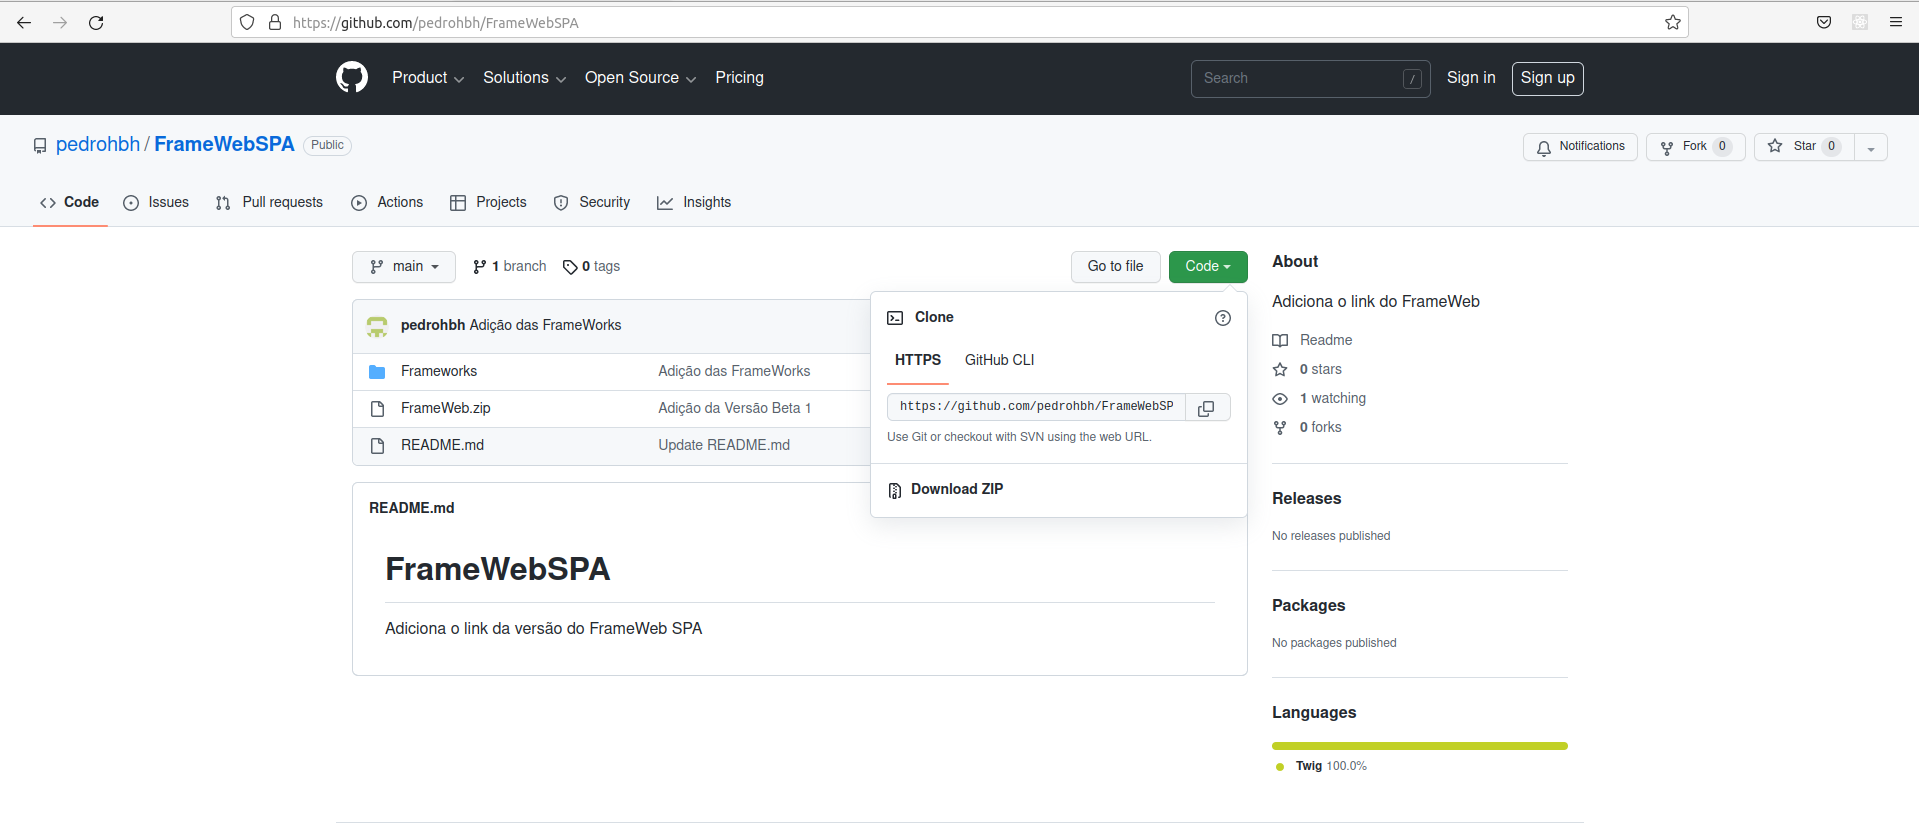 https://github.com/pedrohbh/FrameWebSPA
Product Solutions Open Source Pricing Search / Sign in Sign up
pedrohbh / FrameWebSPA Public Notifications Fork 0 Star 0
Code Issues Pull requests Actions Projects Security Insights
main 1 branch 0 tags Go to file Code
pedrohbh Adição das FrameWorks
Frameworks Adição das FrameWorks
FrameWeb.zip Adição da Versão Beta 1
README.md Update README.md
Clone
HTTPS GitHub CLI
https://github.com/pedrohbh/FrameWebSP
Use Git or checkout with SVN using the web URL.
Download ZIP
README.md
FrameWebSPA
Adiciona o link da versão do FrameWeb SPA
About
Adiciona o link do FrameWeb
Readme
0 stars
1 watching
0 forks
Releases
No releases published
Packages
No packages published
Languages
Twig 100.0%